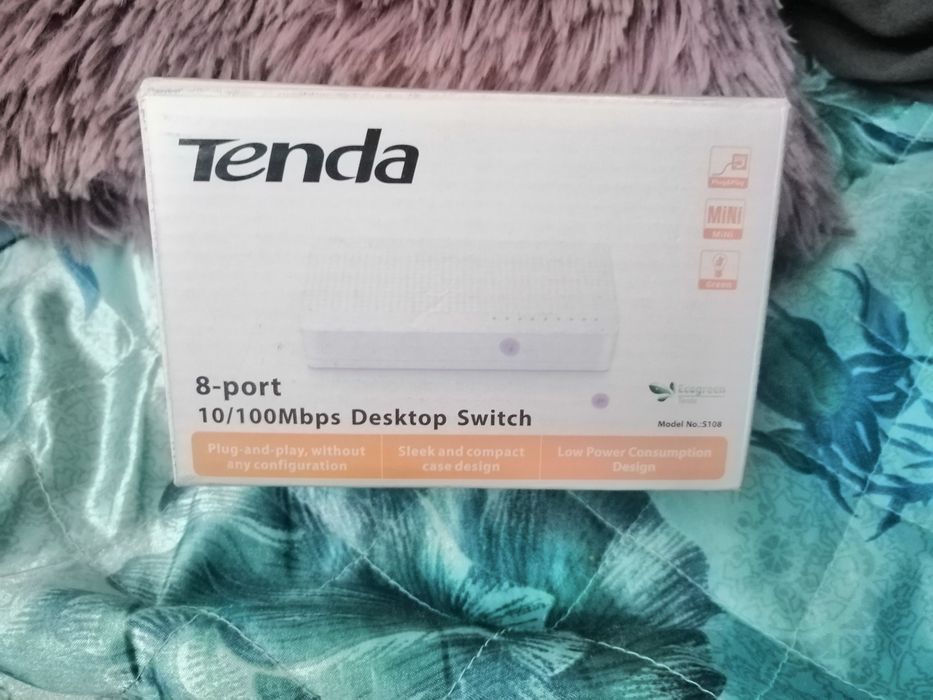 Tenda
Plug&Play
MiNi
MiNi
Green
8-port
10/100Mbps Desktop Switch
Ecogreen
Tenda
Model No.:S108
Plug-and-play, without
any configuration
Sleek and compact
case design
Low Power Consumption
Design